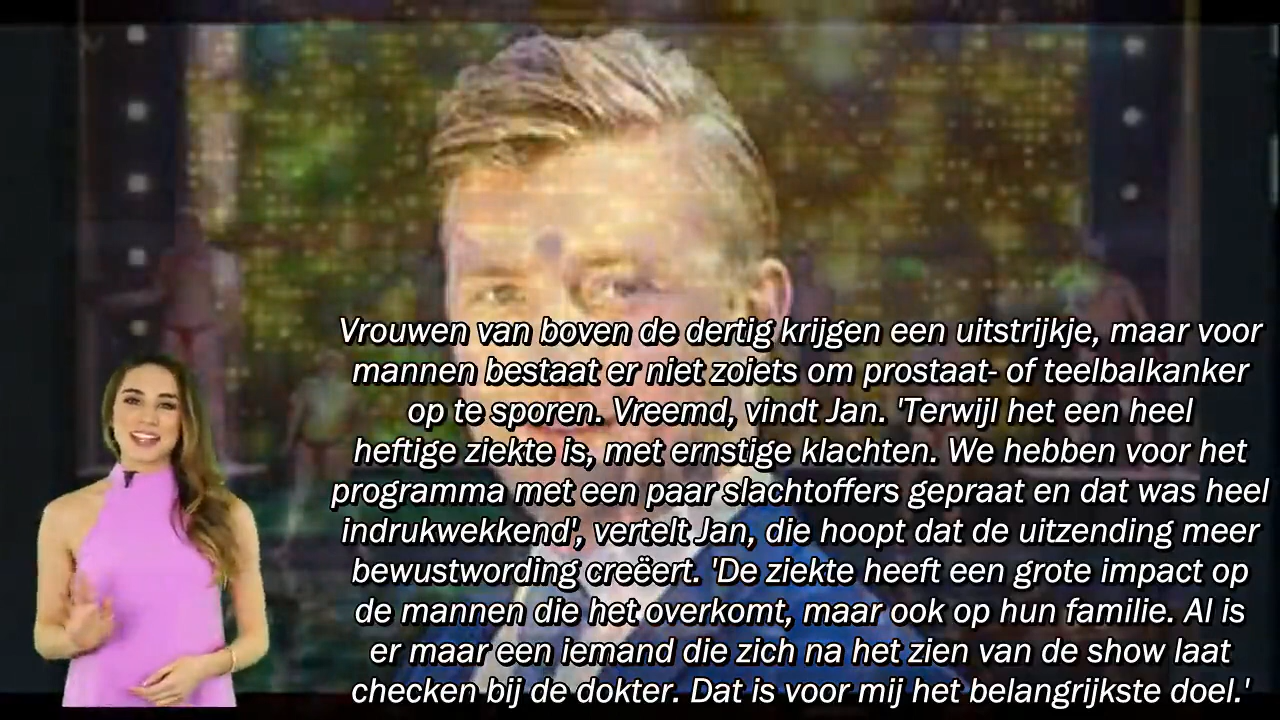 Vrouwen van boven de dertig krijgen een uitstrijkje, maar voor
mannen bestaat er niet zoiets om prostaat- of teelbalkanker
op te sporen. Vreemd, vindt Jan. 'Terwijl het een heel
heftige ziekte is, met ernstige klachten. We hebben voor het
programma met een paar slachtoffers gepraat en dat was heel
indrukwekkend', vertelt Jan, die hoopt dat de uitzending meer
bewustwording creëert. 'De ziekte heeft een grote impact op
de mannen die het overkomt, maar ook op hun familie. Al is
er maar een iemand die zich na het zien van de show laat
checken bij de dokter. Dat is voor mij het belangrijkste doel.'